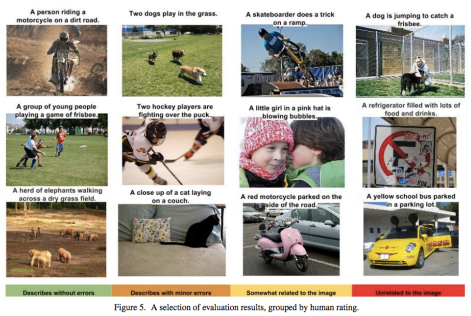 A person riding a
motorcycle on a dirt road.
Two dogs play in the grass.
A skateboarder does a trick
on a ramp.
A dog is jumping to catch a
frisbee.
A group of young people
playing a game of frisbee.
Two hockey players are
fighting over the puck.
A little girl in a pink hat is
blowing bubbles.
A refrigerator filled with lots of
food and drinks.
A herd of elephants walking
across a dry grass field.
A close up of a cat laying
on a couch.
A red motorcycle parked on the
side of the road.
A yellow school bus parked
in a parking lot.
Describes without errors
Describes with minor errors
Somewhat related to the image
Unrelated to the image
Figure 5. A selection of evaluation results, grouped by human rating.